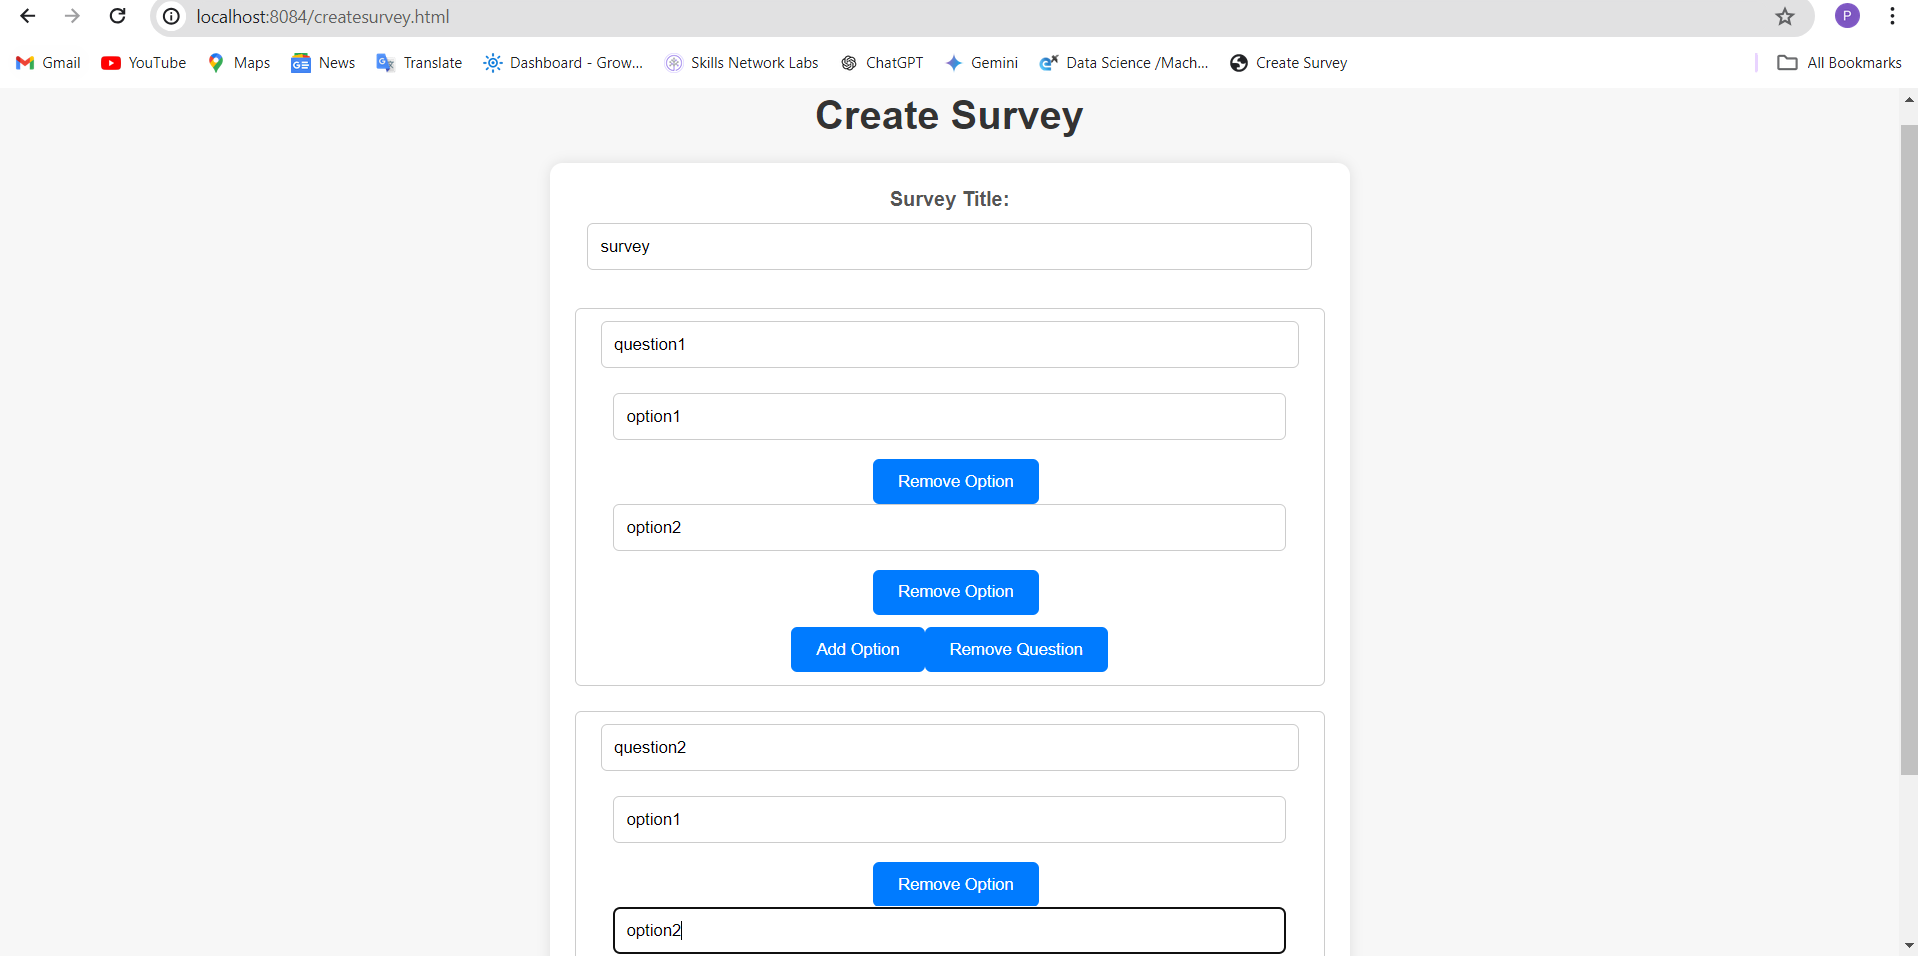 localhost:8084/createsurvey.html
P
Gmail YouTube Maps News Translate Dashboard - Grow... Skills Network Labs ChatGPT Gemini Data Science /Mach... Create Survey All Bookmarks
Create Survey
Survey Title:
survey
question1
option1
Remove Option
option2
Remove Option
Add Option Remove Question
question2
option1
Remove Option
option2